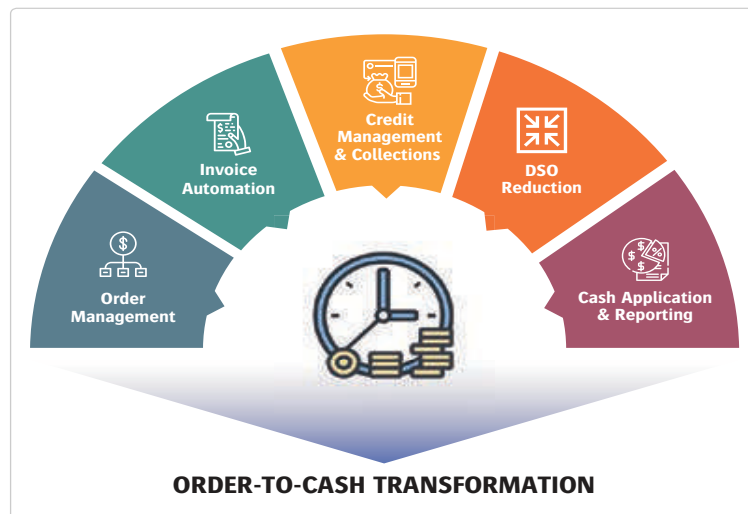 Order
Management
Invoice
Automation
Credit
Management
& Collections
DSO
Reduction
Cash Application
& Reporting
ORDER-TO-CASH TRANSFORMATION